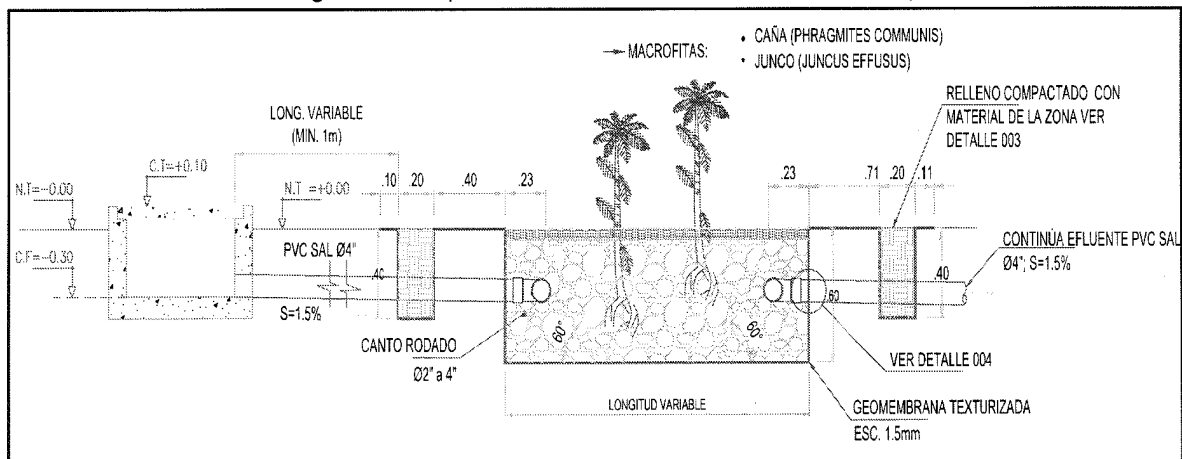 → MACROFITAS:
• CAÑA (PHRAGMITES COMMUNIS)
• JUNCO (JUNCUS EFFUSUS)
RELLENO COMPACTADO CON
MATERIAL DE LA ZONA VER
DETALLE 003
LONG. VARIABLE
(MIN. 1m)
C.T=+0.10
N.T=-0.00
N.T =+0.00
.10
.20
.40
.23
.23
.71
.20
.11
C.F=-0.30
PVC SAL Ø4"
S=1.5%
.40
CONTINÚA EFLUENTE PVC SAL
Ø4"; S=1.5%
.40
.60
CANTO RODADO
Ø2" a 4"
60°
60°
VER DETALLE 004
LONGITUD VARIABLE
GEOMEMBRANA TEXTURIZADA
ESC. 1.5mm